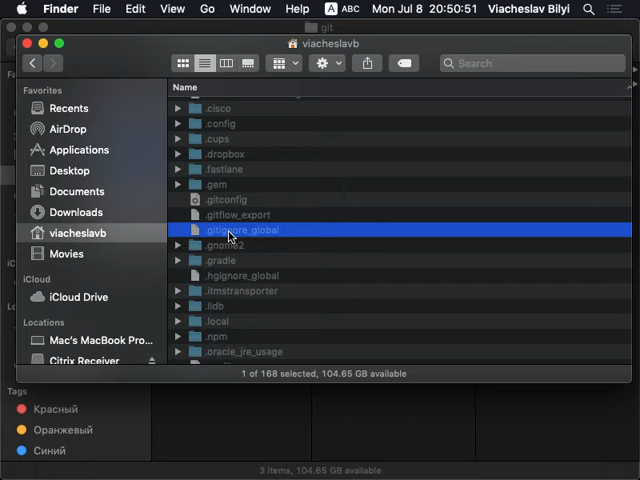 Finder File Edit View Go Window Help A ABC Mon Jul 8 20:50:51 Viacheslav Bilyi
git
viacheslavb
Search
Favorites
Recents
AirDrop
Applications
Desktop
Documents
Downloads
viacheslavb
Movies
iCloud
iCloud Drive
Locations
Mac's MacBook Pro...
Citrix Receiver
Name
.cisco
.config
.cups
.dropbox
.fastlane
.gem
.gitconfig
.gitflow_export
.gitignore_global
.gnome2
.gradle
.hgignore_global
.itmstransporter
.lldb
.local
.npm
.oracle_jre_usage
1 of 168 selected, 104.65 GB available
Tags
Красный
Оранжевый
Синий
3 items, 104.65 GB available